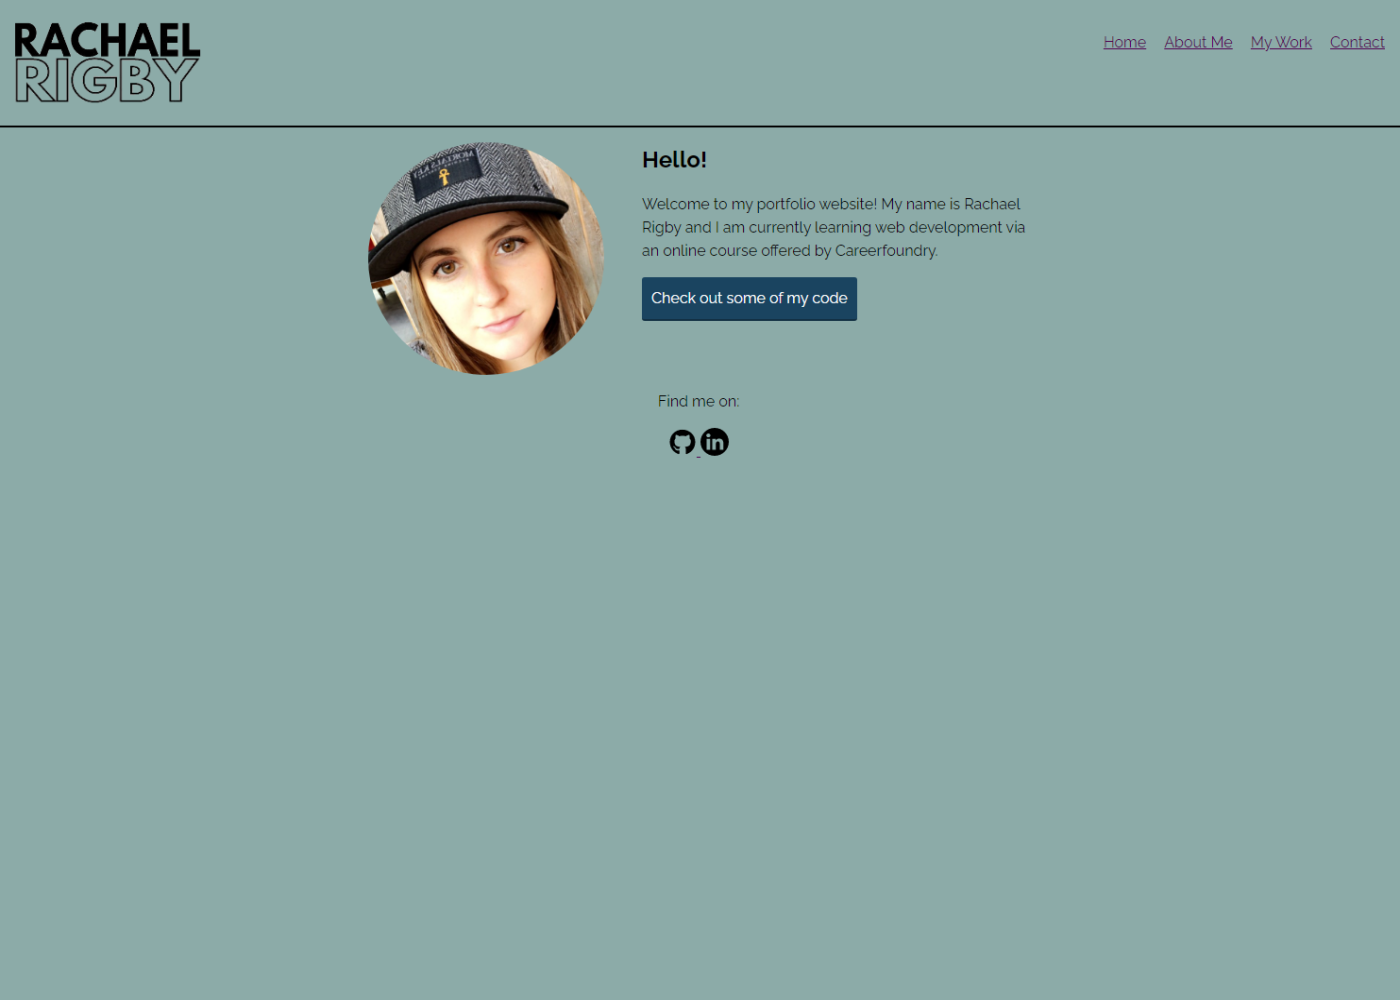 RACHAEL
RIGBY
Home About Me My Work Contact
Hello!
Welcome to my portfolio website! My name is Rachael
Rigby and I am currently learning web development via
an online course offered by Careerfoundry.
Check out some of my code
Find me on:
in